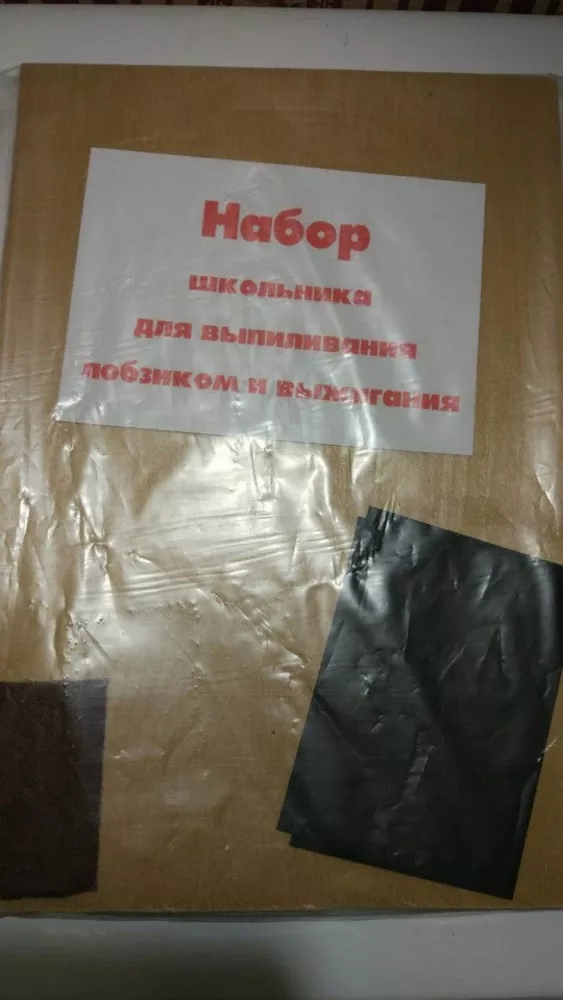 Набор
школьника
для выпиливания
лобзиком и выжигания